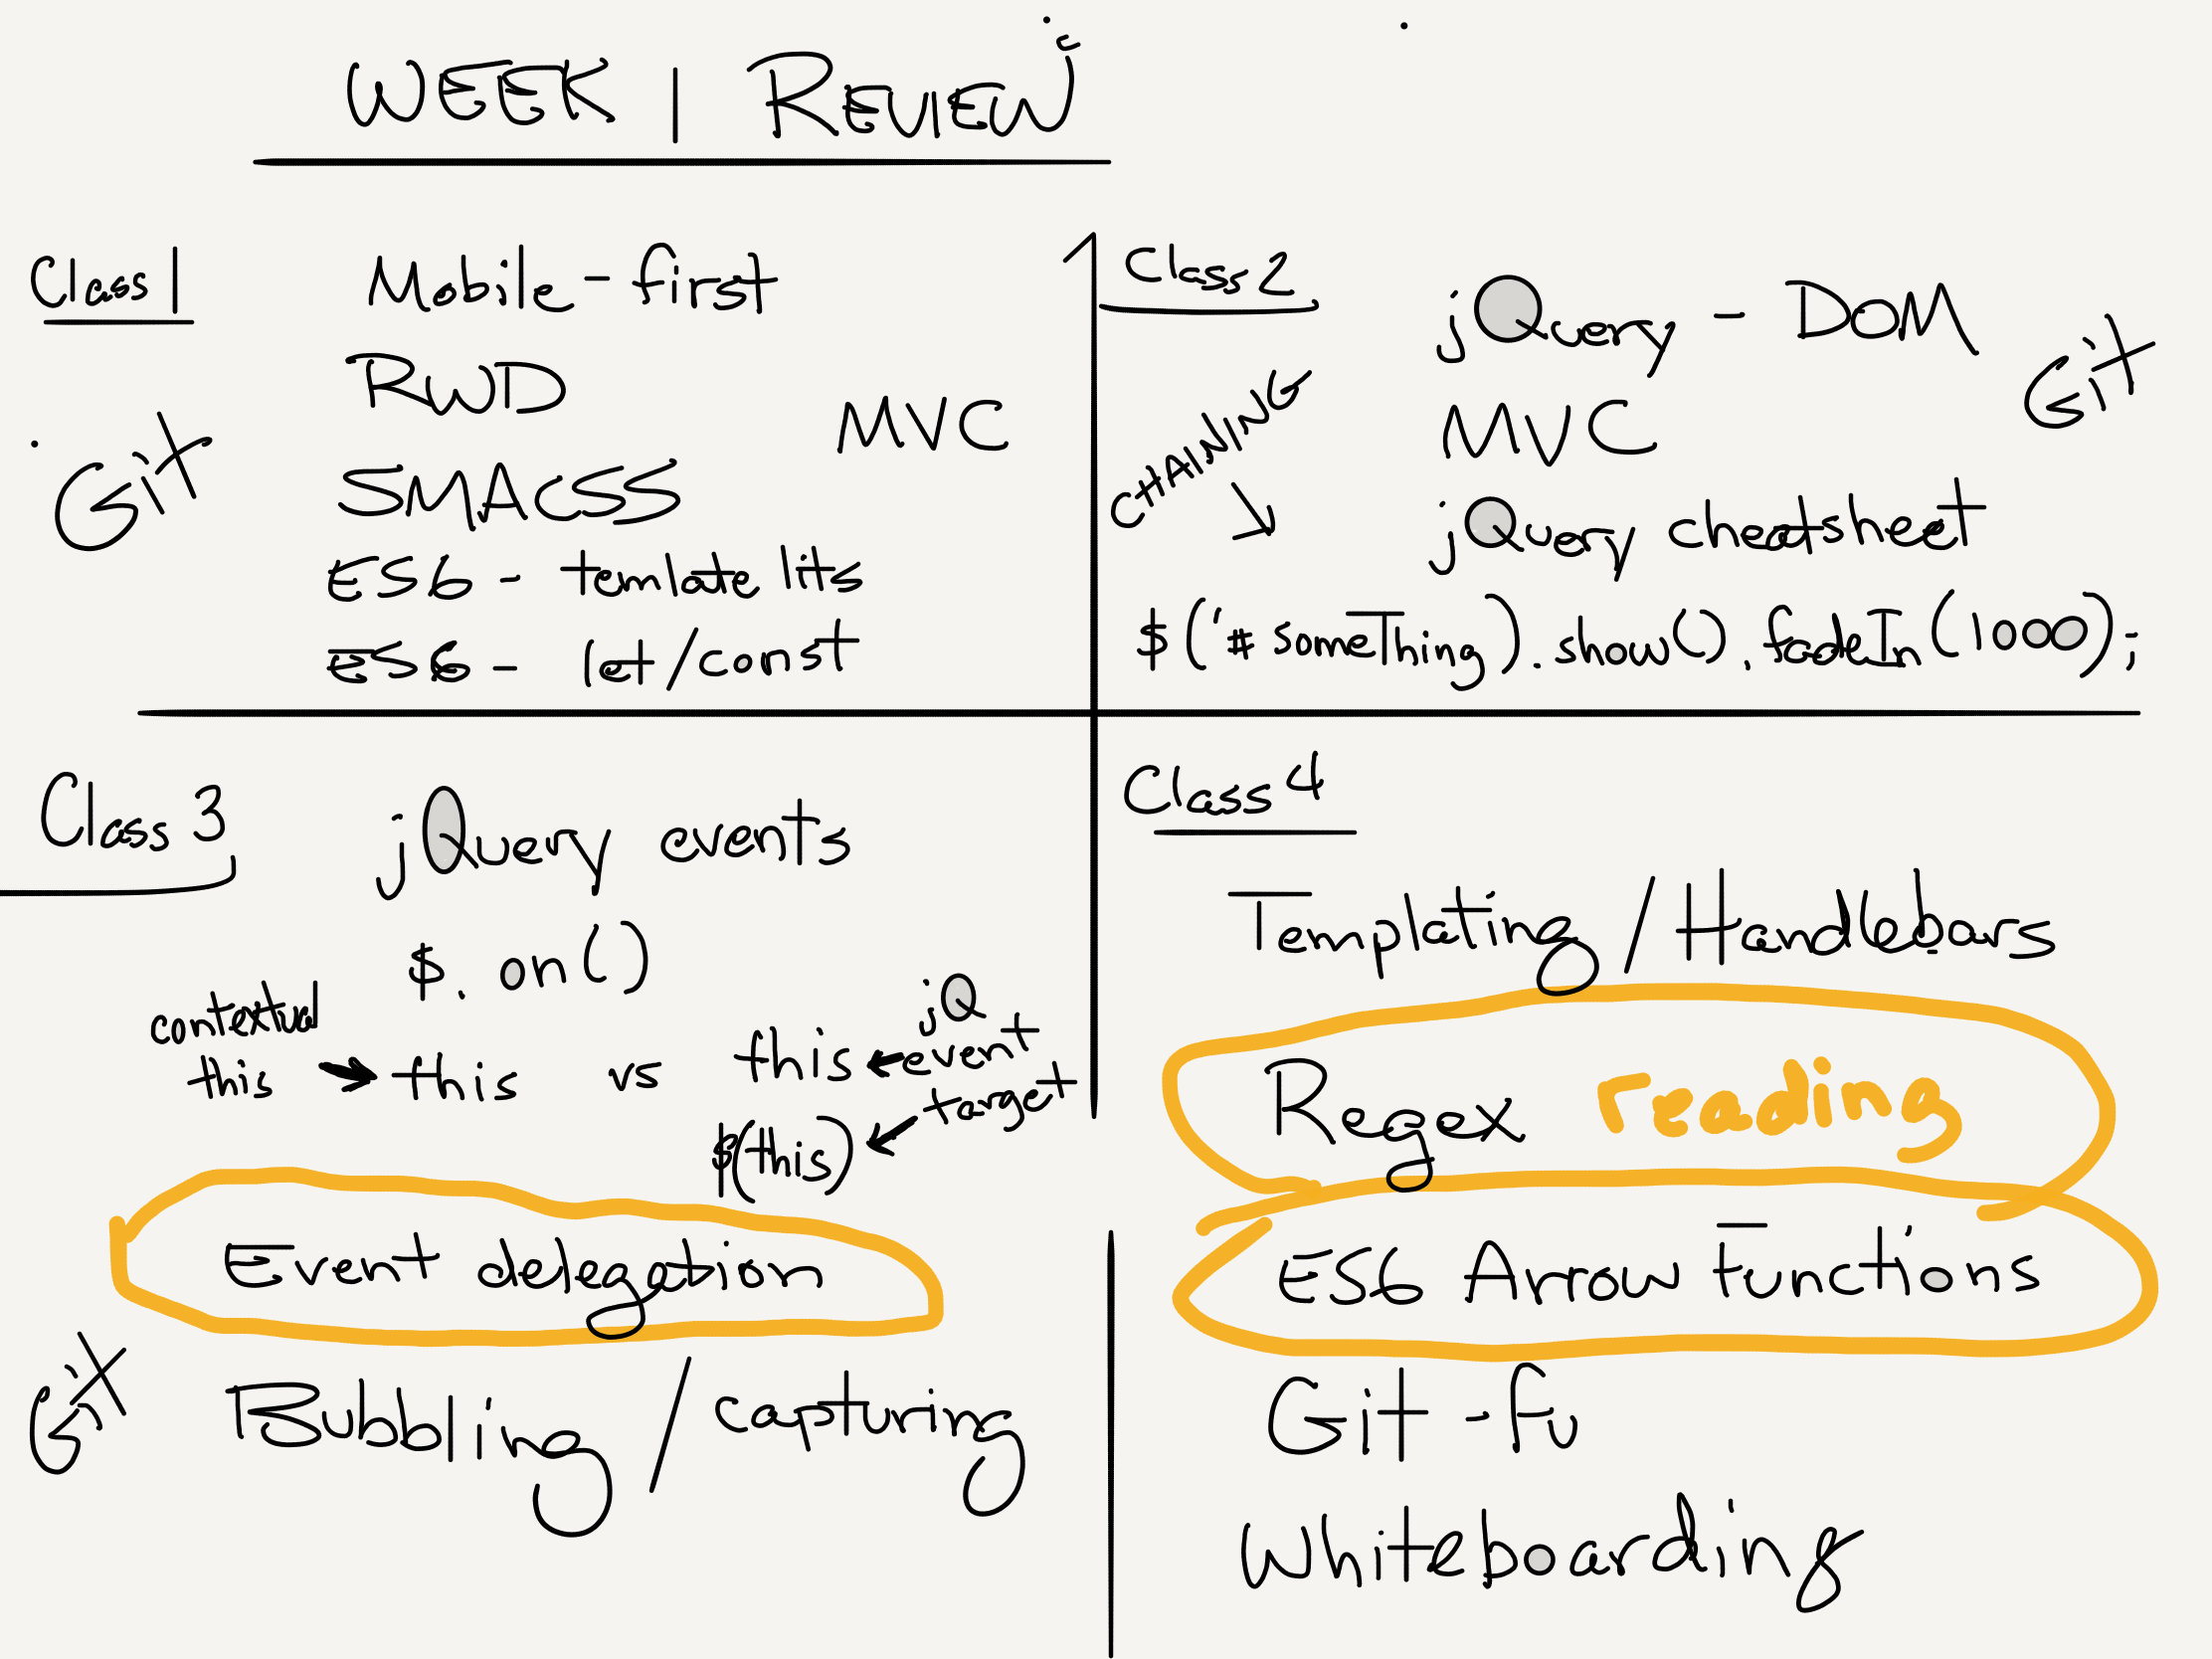 WEEK 1 REVIEW
Class 1
Mobile-first
RWD
MVC
Git
SMACSS
ES6 - temlate lits
ES6 - let/const
Class 2
jQuery - DOM
Git
MVC
CHAINING
jQuery cheatsheet
$('#someThing).show().fadeIn(1000);
Class 3
jQuery events
$.on()
contextual
this
this vs this
jQ
event
target
$(this)
Event delegation
Git
Bubbling / capturing
Class 4
Templating / Handlebars
Regex reading
ES6 Arrow Functions
Git-fu
Whiteboarding